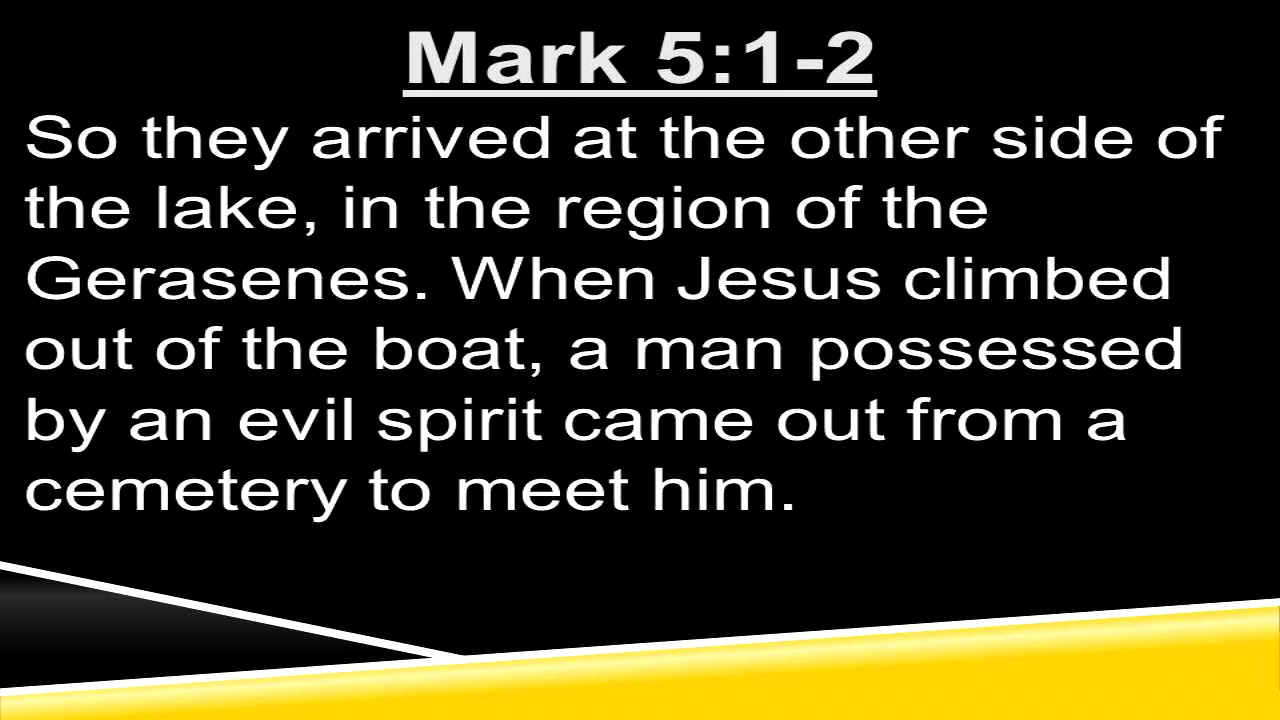 Mark 5:1-2
So they arrived at the other side of
the lake, in the region of the
Gerasenes. When Jesus climbed
out of the boat, a man possessed
by an evil spirit came out from a
cemetery to meet him.